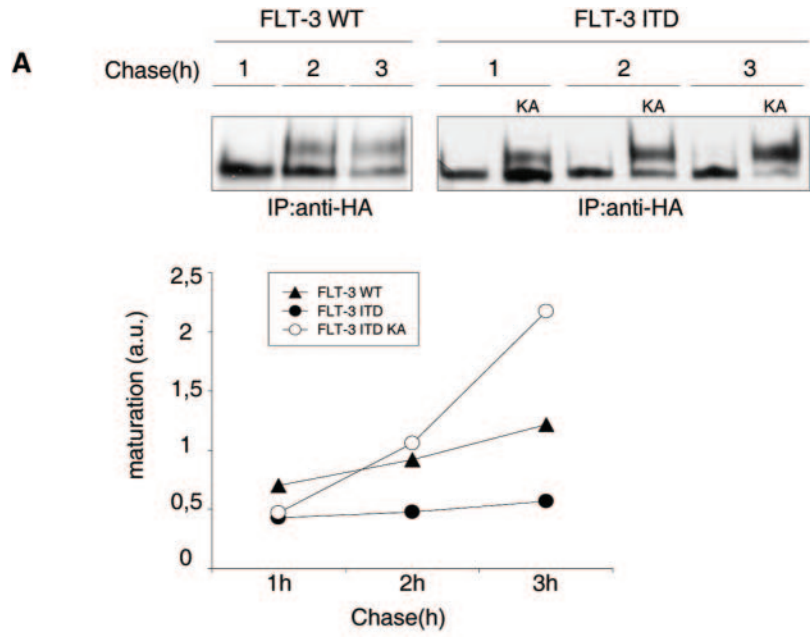 FLT-3 WT FLT-3 ITD
A Chase(h) 1 2 3 1 2 3
KA KA KA
IP:anti-HA IP:anti-HA
2,5
2
1,5
1
0,5
0
maturation (a.u.)
FLT-3 WT
FLT-3 ITD
FLT-3 ITD KA
1h 2h 3h
Chase(h)